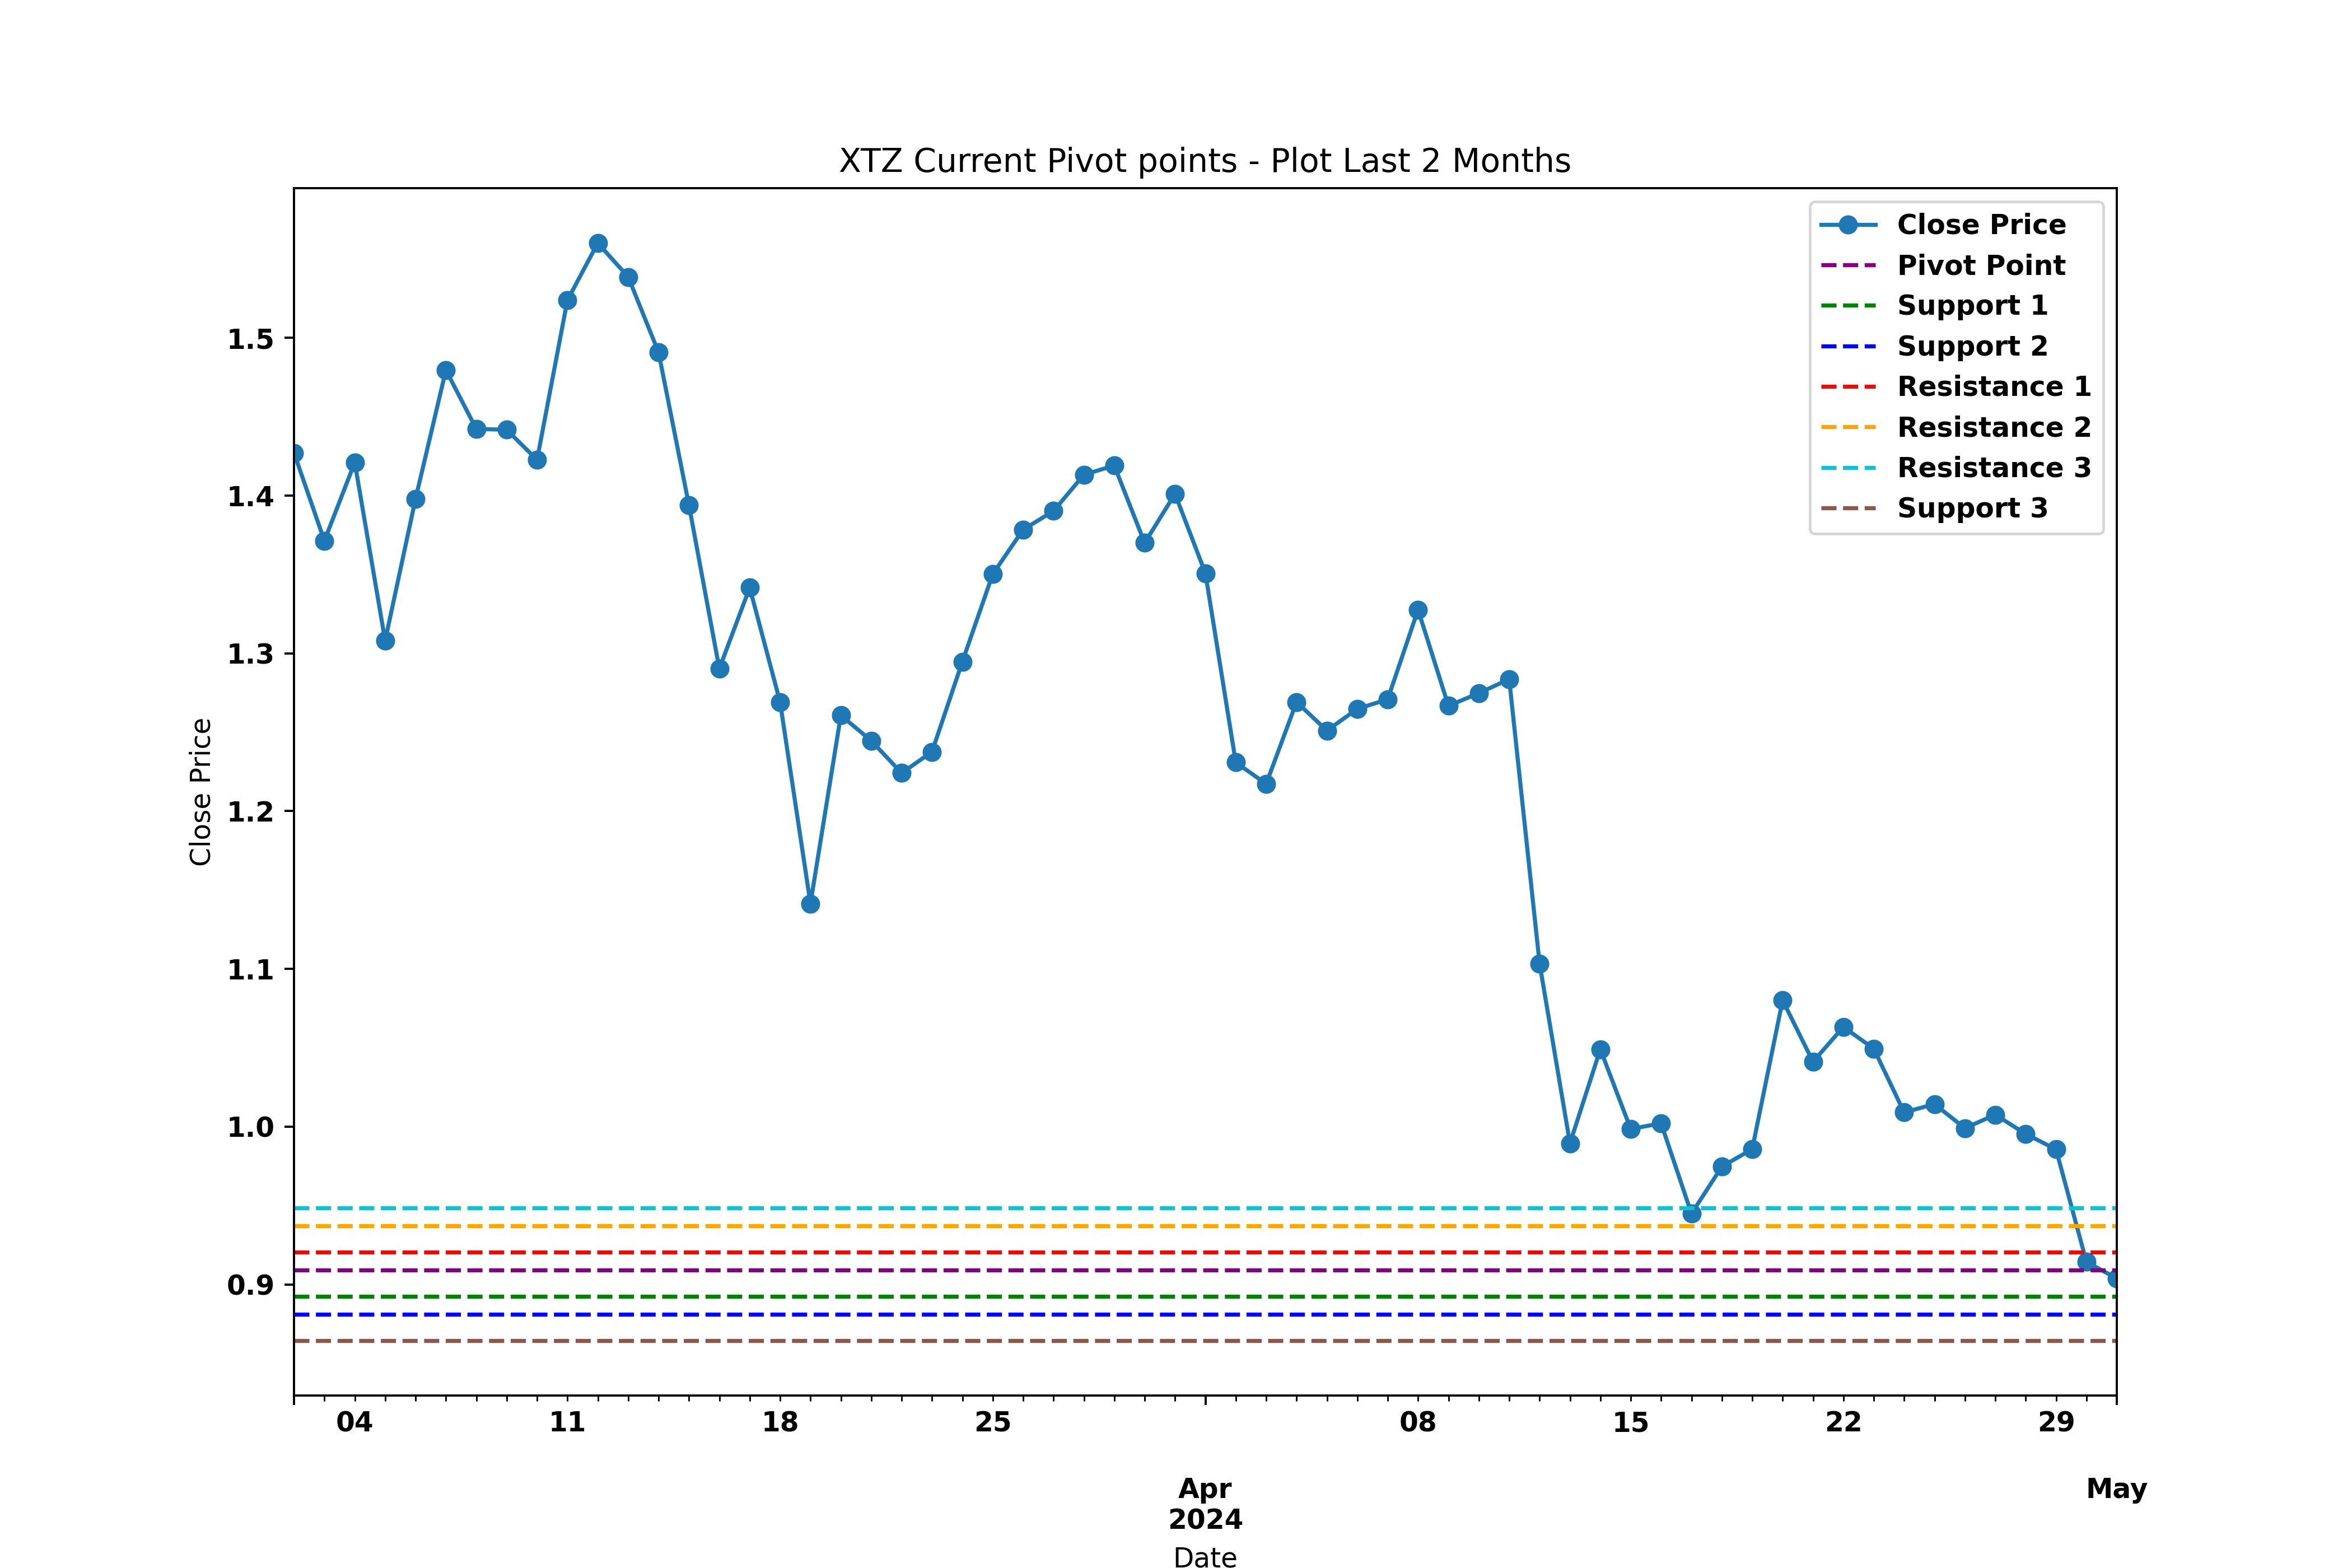 XTZ Current Pivot points - Plot Last 2 Months
Close Price
Pivot Point
Support 1
Support 2
Resistance 1
Resistance 2
Resistance 3
Support 3
Close Price
1.5
1.4
1.3
1.2
1.1
1.0
0.9
04 11 18 25 08 15 22 29
Apr May
2024
Date